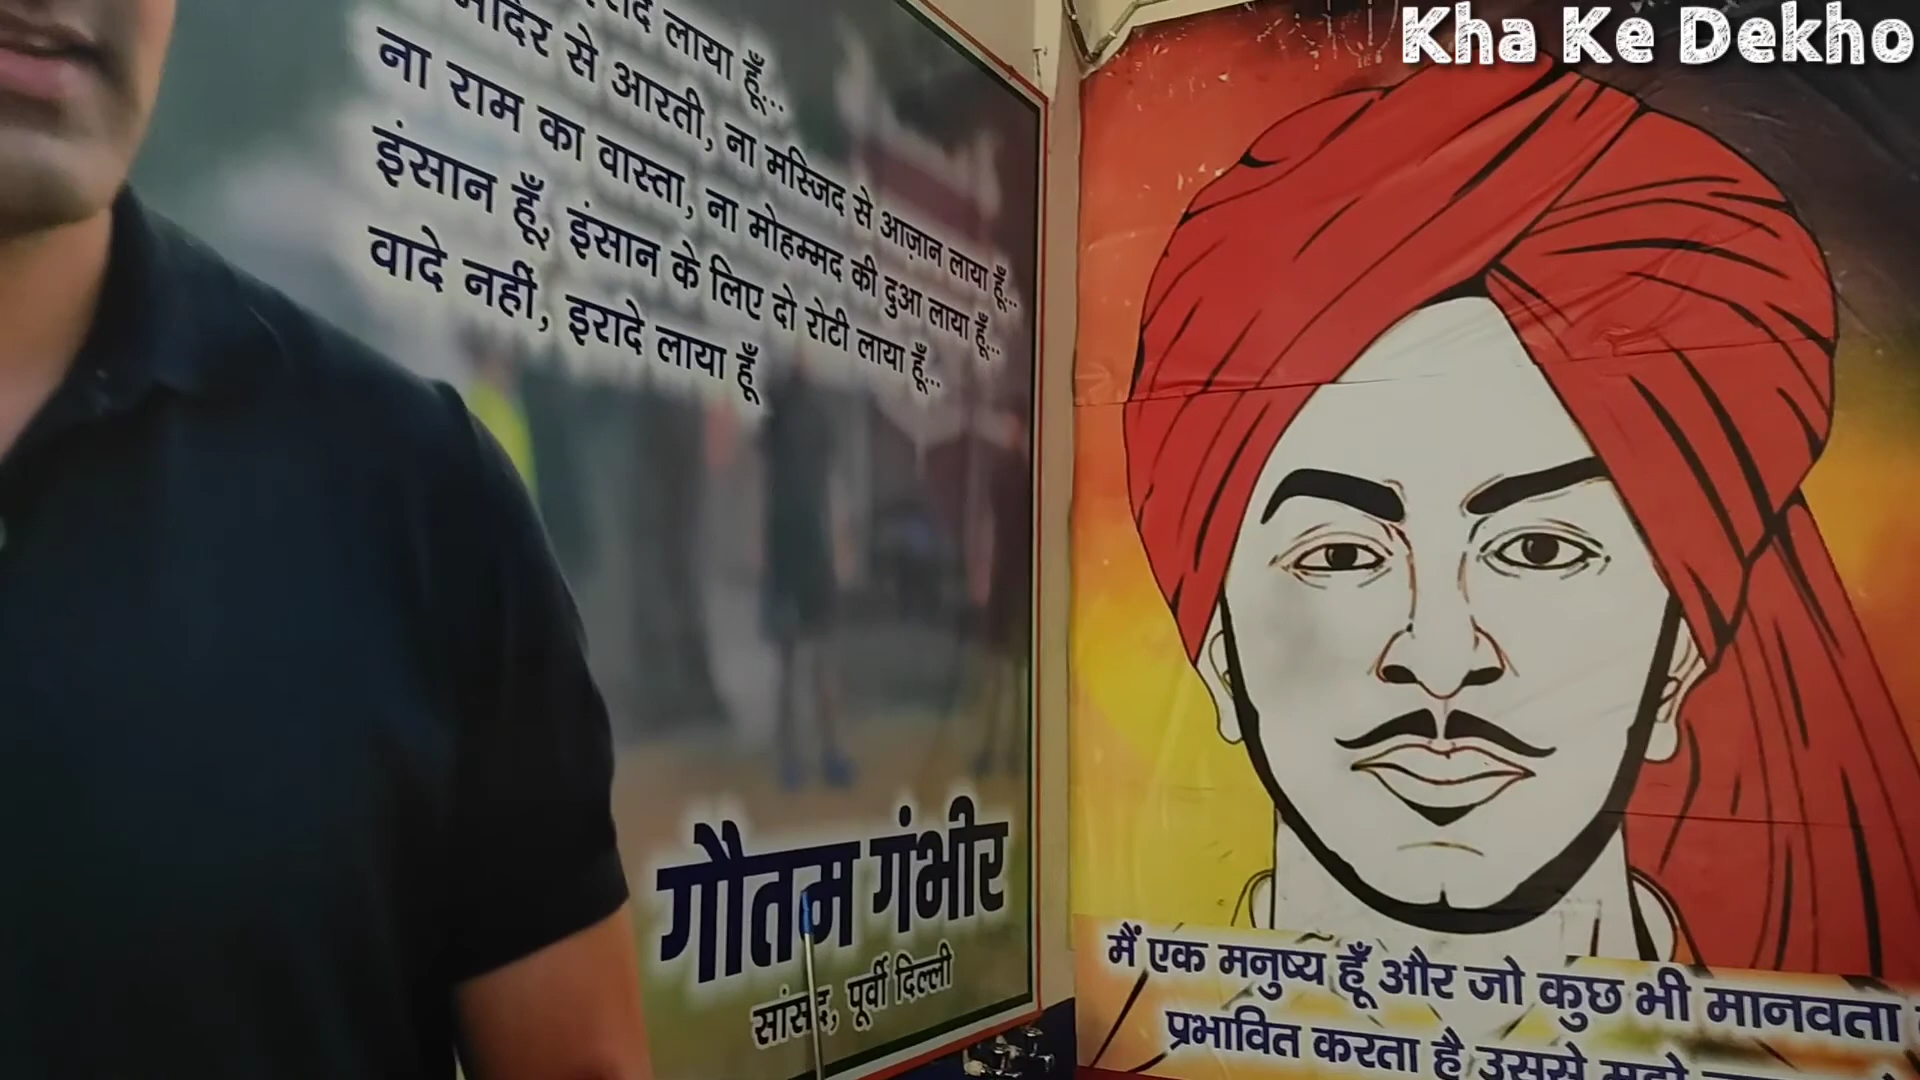 Kha Ke Dekho
लाया हूँ...
मंदिर से आरती, ना मस्जिद से आज़ान लाया हूँ...
ना राम का वास्ता, ना मोहम्मद की दुआ लाया हूँ...
इंसान हूँ, इंसान के लिए दो रोटी लाया हूँ...
वादे नहीं, इरादे लाया हूँ
गौतम गंभीर
सांसद, पूर्वी दिल्ली
मैं एक मनुष्य हूँ और जो कुछ भी मानवता
प्रभावित करता है उससे